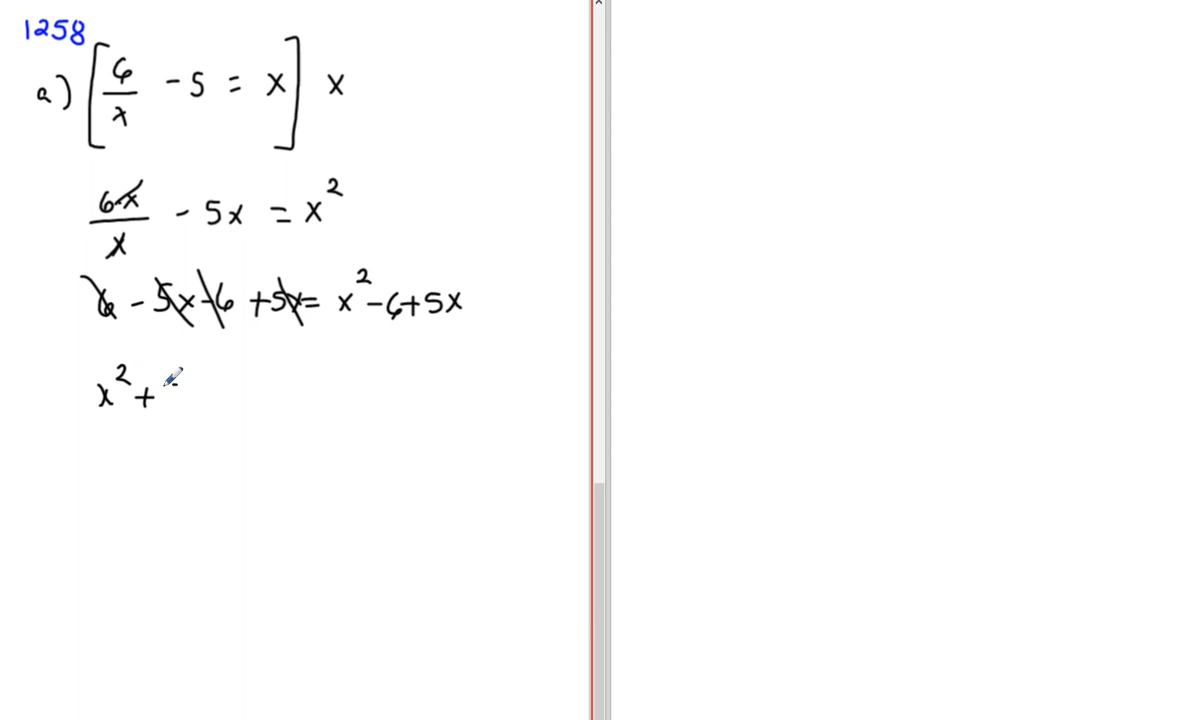 1258
a) [6/x - 5 = x] x
6x/x - 5x = x²
6 - 5x - 6 + 5x = x² - 6 + 5x
x² +